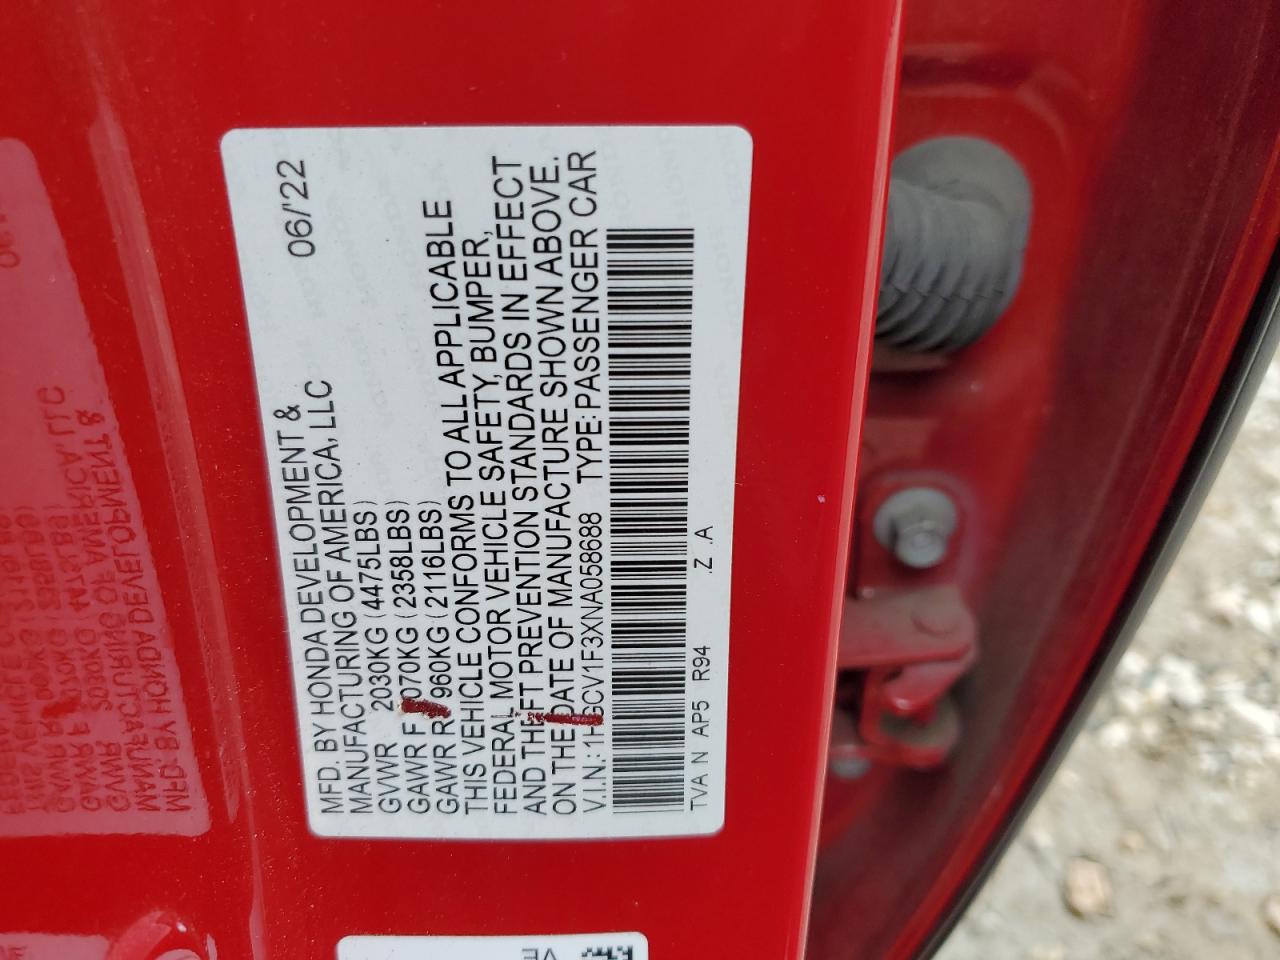 MFD. BY HONDA DEVELOPMENT &
MANUFACTURING OF AMERICA, LLC 06/'22
GVWR 2030KG (4475LBS)
GAWR F 070KG (2358LBS)
GAWR R 960KG (2116LBS)
THIS VEHICLE CONFORMS TO ALL APPLICABLE
FEDERAL MOTOR VEHICLE SAFETY, BUMPER,
AND THEFT PREVENTION STANDARDS IN EFFECT
ON THE DATE OF MANUFACTURE SHOWN ABOVE.
V.I.N.: 1HGCV1F3XNA058688 TYPE: PASSENGER CAR
TVA N AP5 R94 .Z .A